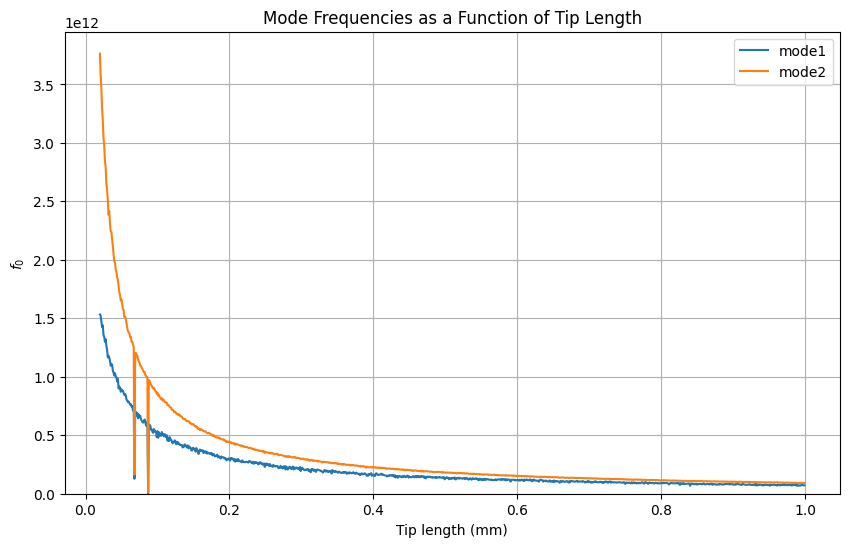 Mode Frequencies as a Function of Tip Length
1e12
mode1
mode2
3.5
3.0
2.5
2.0
1.5
1.0
0.5
0.0
f₀
0.0 0.2 0.4 0.6 0.8 1.0
Tip length (mm)